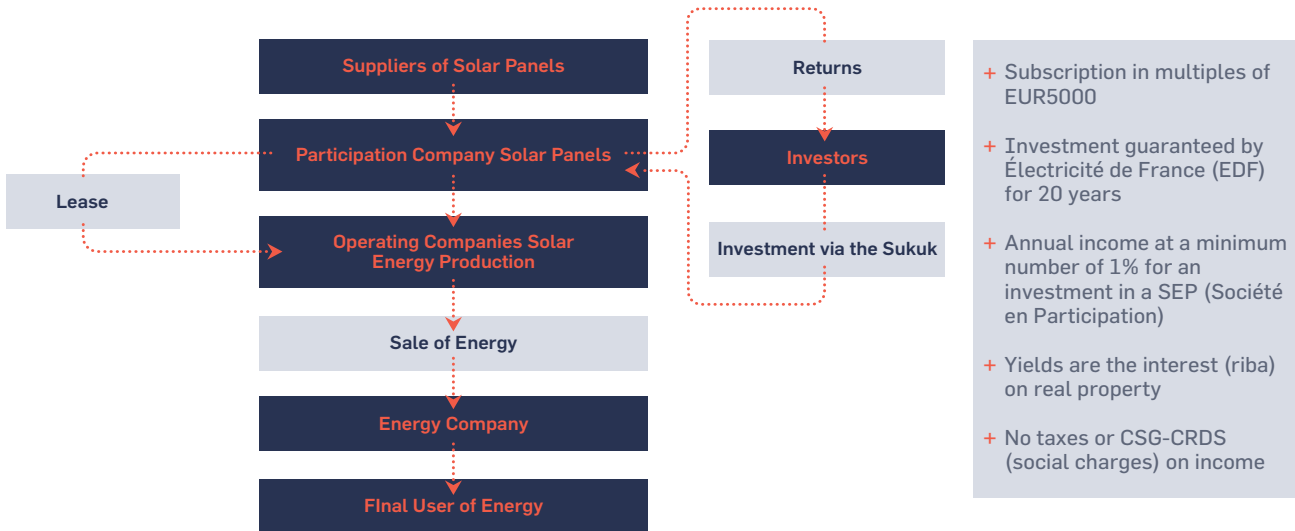 Suppliers of Solar Panels
Participation Company Solar Panels
Lease
Operating Companies Solar
Energy Production
Sale of Energy
Energy Company
FInal User of Energy
Returns
Investors
Investment via the Sukuk
+ Subscription in multiples of
EUR5000
+ Investment guaranteed by
Électricité de France (EDF)
for 20 years
+ Annual income at a minimum
number of 1% for an
investment in a SEP (Société
en Participation)
+ Yields are the interest (riba)
on real property
+ No taxes or CSG-CRDS
(social charges) on income